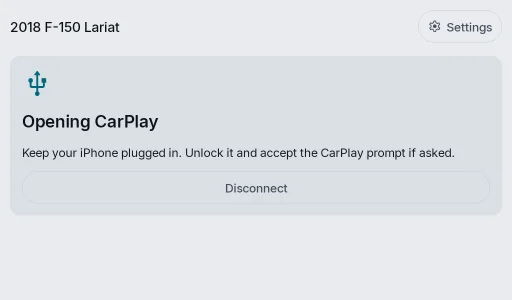 2018 F-150 Lariat
Settings
Opening CarPlay
Keep your iPhone plugged in. Unlock it and accept the CarPlay prompt if asked.
Disconnect